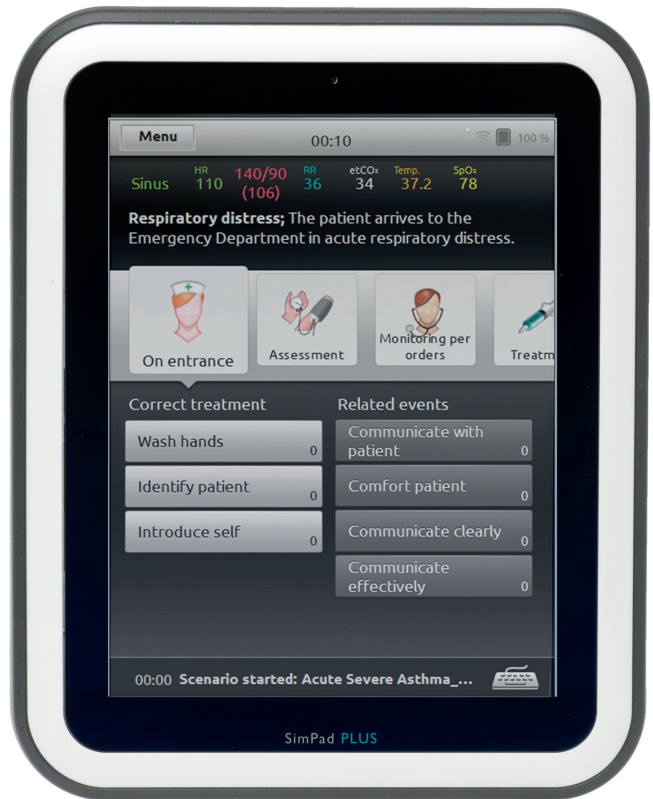 Menu
00:10
100 %
HR
RR
etCO₂
Temp.
SpO₂
Sinus
110
140/90
(106)
36
34
37.2
78
Respiratory distress; The patient arrives to the
Emergency Department in acute respiratory distress.
On entrance
Assessment
Monitoring per
orders
Treatm
Correct treatment
Related events
Wash hands
0
Communicate with
patient
0
Identify patient
0
Comfort patient
0
Introduce self
0
Communicate clearly
0
Communicate
effectively
0
00:00 Scenario started: Acute Severe Asthma_...
SimPad PLUS